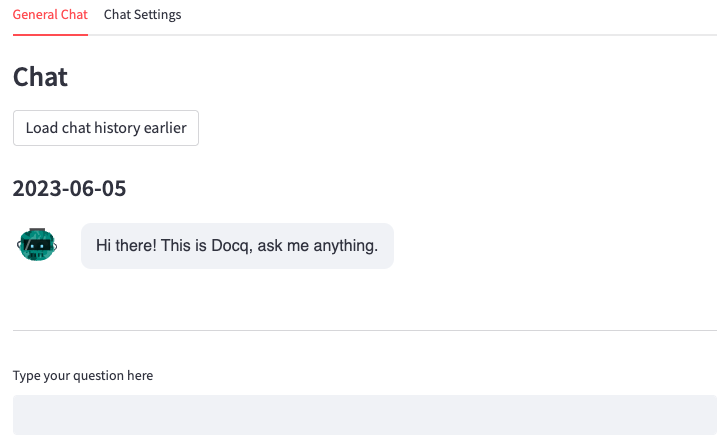 General Chat Chat Settings
Chat
Load chat history earlier
2023-06-05
Hi there! This is Docq, ask me anything.
Type your question here